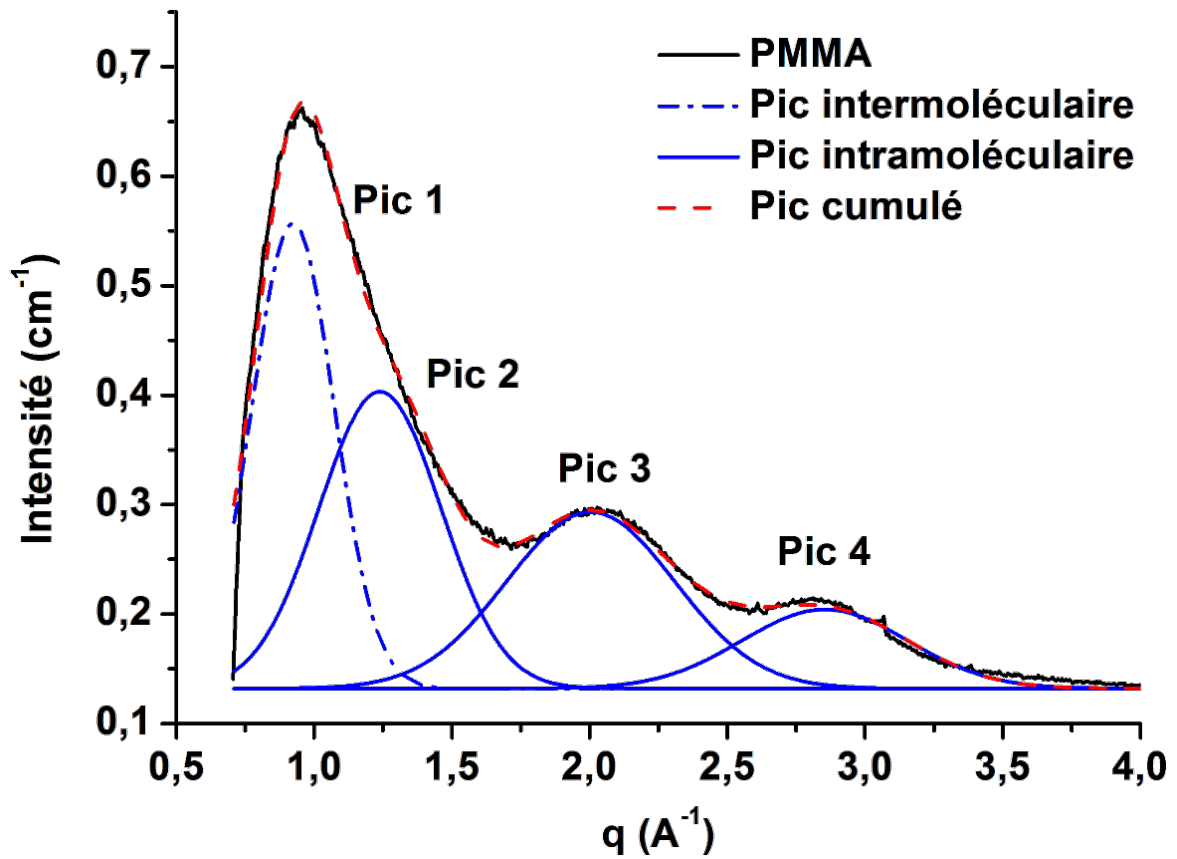 PMMA
Pic intermoléculaire
Pic intramoléculaire
Pic cumulé
Pic 1
Pic 2
Pic 3
Pic 4
Intensité (cm-1)
0,7
0,6
0,5
0,4
0,3
0,2
0,1
0,5 1,0 1,5 2,0 2,5 3,0 3,5 4,0
q (A-1)